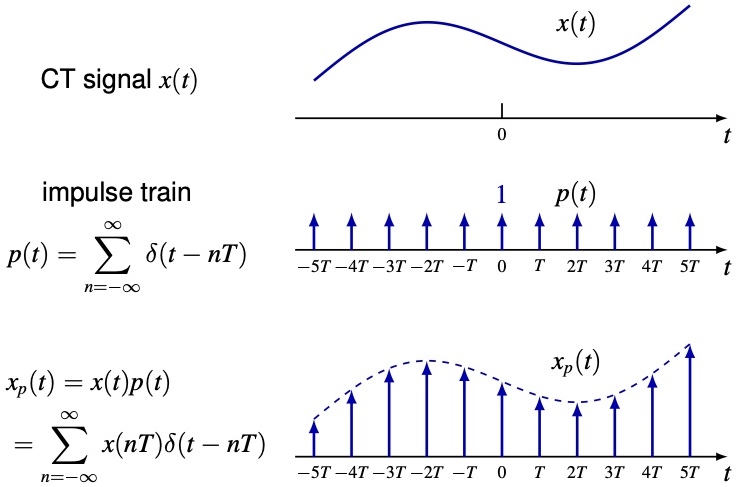 x(t)
CT signal x(t)
0
t
impulse train
1 p(t)
p(t) = ∑_{n=−∞}^{∞} δ(t − nT)
−5T −4T −3T −2T −T 0 T 2T 3T 4T 5T t
x_p(t)
x_p(t) = x(t)p(t)
= ∑_{n=−∞}^{∞} x(nT)δ(t − nT)
−5T −4T −3T −2T −T 0 T 2T 3T 4T 5T t